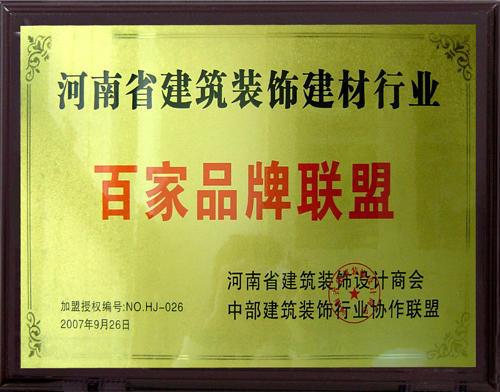 河南省建筑装饰建材行业
百家品牌联盟
河南省建筑装饰设计商会
中部建筑装饰行业协作联盟
加盟授权编号:NO.HJ-026
2007年9月26日